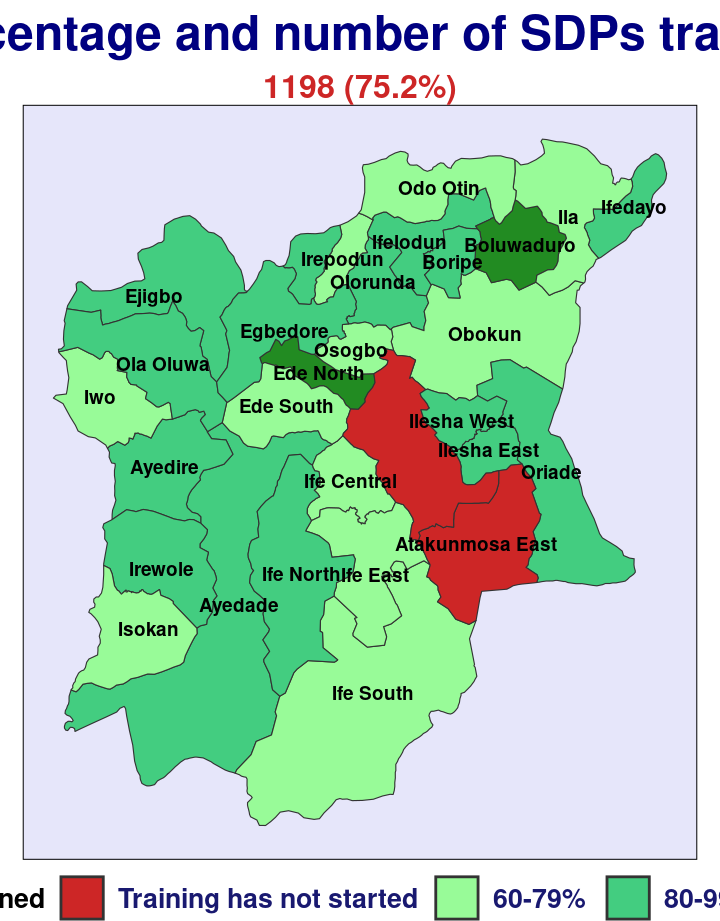 centage and number of SDPs tra
1198 (75.2%)
Odo Otin
Ifedayo
Ila
Ifelodun
Boluwaduro
Irepodun
Boripe
Olorunda
Ejigbo
Egbedore
Obokun
Osogbo
Ola Oluwa
Ede North
Iwo
Ede South
Ilesha West
Ilesha East
Ayedire
Oriade
Ife Central
Atakunmosa East
Irewole
Ife North
Ife East
Ayedade
Isokan
Ife South
ned Training has not started 60-79% 80-9